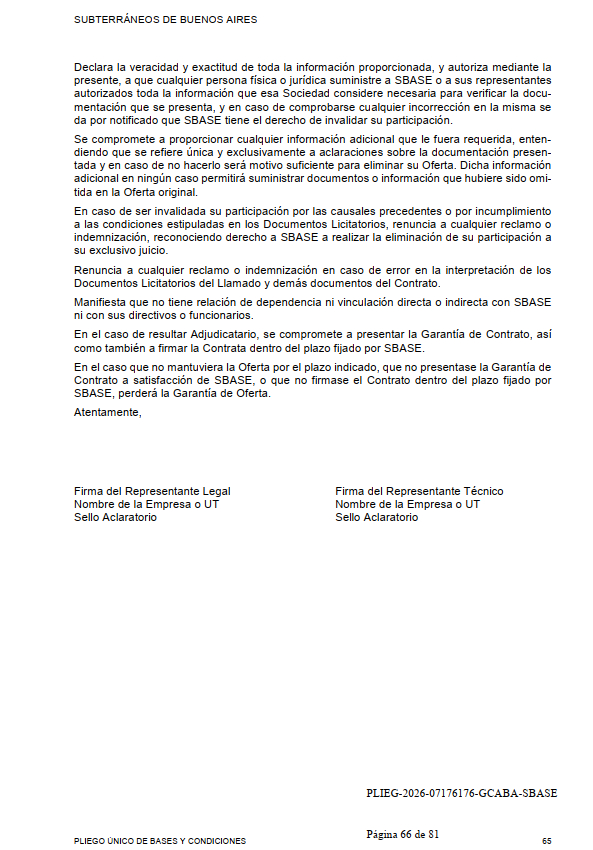 SUBTERRÁNEOS DE BUENOS AIRES
Declara la veracidad y exactitud de toda la información proporcionada, y autoriza mediante la
presente, a que cualquier persona física o jurídica suministre a SBASE o a sus representantes
autorizados toda la información que esa Sociedad considere necesaria para verificar la docu-
mentación que se presenta, y en caso de comprobarse cualquier incorrección en la misma se
da por notificado que SBASE tiene el derecho de invalidar su participación.
Se compromete a proporcionar cualquier información adicional que le fuera requerida, enten-
diendo que se refiere única y exclusivamente a aclaraciones sobre la documentación presen-
tada y en caso de no hacerlo será motivo suficiente para eliminar su Oferta. Dicha información
adicional en ningún caso permitirá suministrar documentos o información que hubiere sido omi-
tida en la Oferta original.
En caso de ser invalidada su participación por las causales precedentes o por incumplimiento
a las condiciones estipuladas en los Documentos Licitatorios, renuncia a cualquier reclamo o
indemnización, reconociendo derecho a SBASE a realizar la eliminación de su participación a
su exclusivo juicio.
Renuncia a cualquier reclamo o indemnización en caso de error en la interpretación de los
Documentos Licitatorios del Llamado y demás documentos del Contrato.
Manifiesta que no tiene relación de dependencia ni vinculación directa o indirecta con SBASE
ni con sus directivos o funcionarios.
En el caso de resultar Adjudicatario, se compromete a presentar la Garantía de Contrato, así
como también a firmar la Contrata dentro del plazo fijado por SBASE.
En el caso que no mantuviera la Oferta por el plazo indicado, que no presentase la Garantía de
Contrato a satisfacción de SBASE, o que no firmase el Contrato dentro del plazo fijado por
SBASE, perderá la Garantía de Oferta.
Atentamente,
Firma del Representante Legal
Nombre de la Empresa o UT
Sello Aclaratorio
Firma del Representante Técnico
Nombre de la Empresa o UT
Sello Aclaratorio
PLIEG-2026-07176176-GCABA-SBASE
Página 66 de 81
PLIEGO ÚNICO DE BASES Y CONDICIONES
65